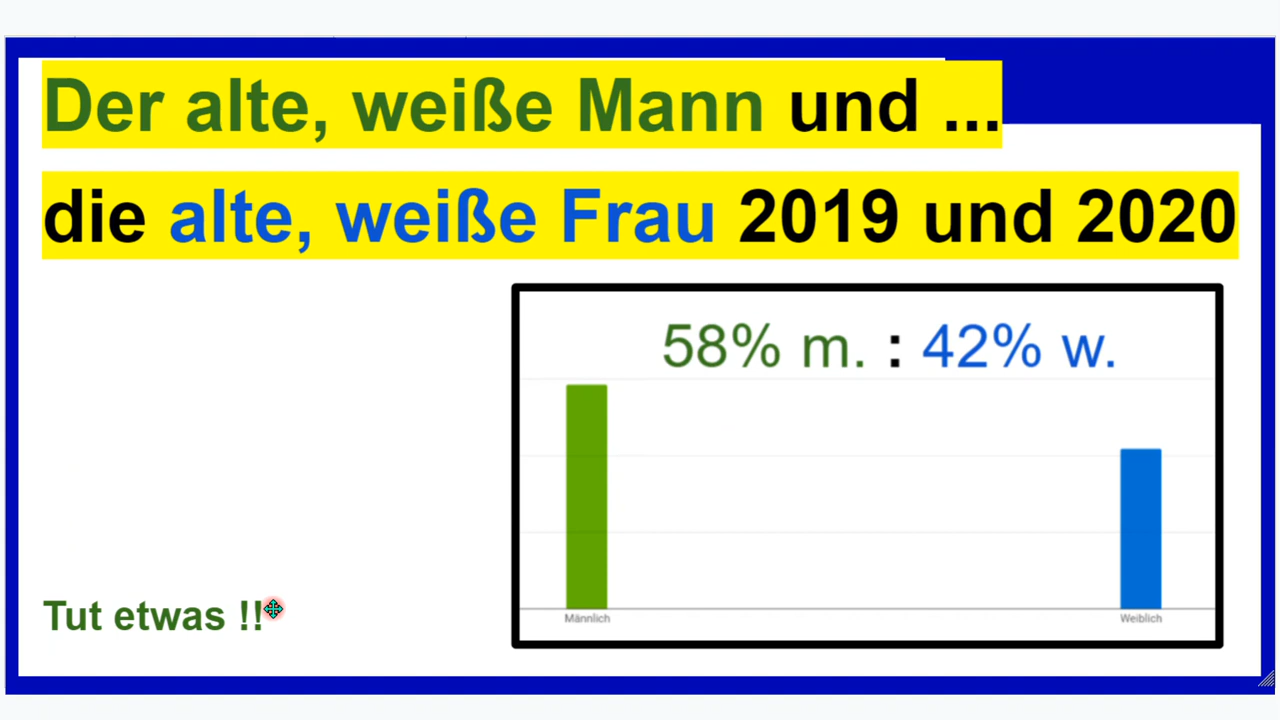 Der alte, weiße Mann und ...
die alte, weiße Frau 2019 und 2020
58% m. : 42% w.
Männlich
Weiblich
Tut etwas !!